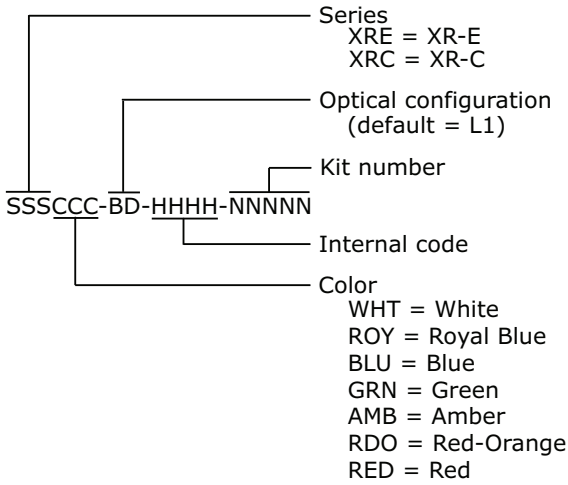 Series
XRE = XR-E
XRC = XR-C
Optical configuration
(default = L1)
Kit number
SSSCCC-BD-HHHH-NNNNN
Internal code
Color
WHT = White
ROY = Royal Blue
BLU = Blue
GRN = Green
AMB = Amber
RDO = Red-Orange
RED = Red